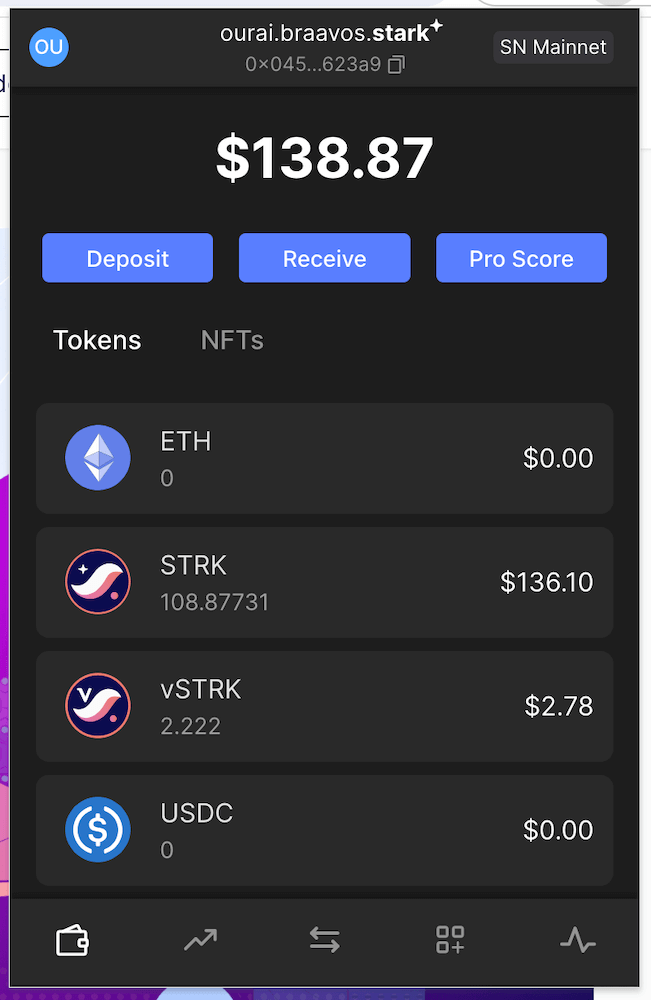 OU
ourai.braavos.stark
0×045...623a9
SN Mainnet
$138.87
Deposit
Receive
Pro Score
Tokens
NFTs
ETH
0
$0.00
STRK
108.87731
$136.10
vSTRK
2.222
$2.78
USDC
0
$0.00